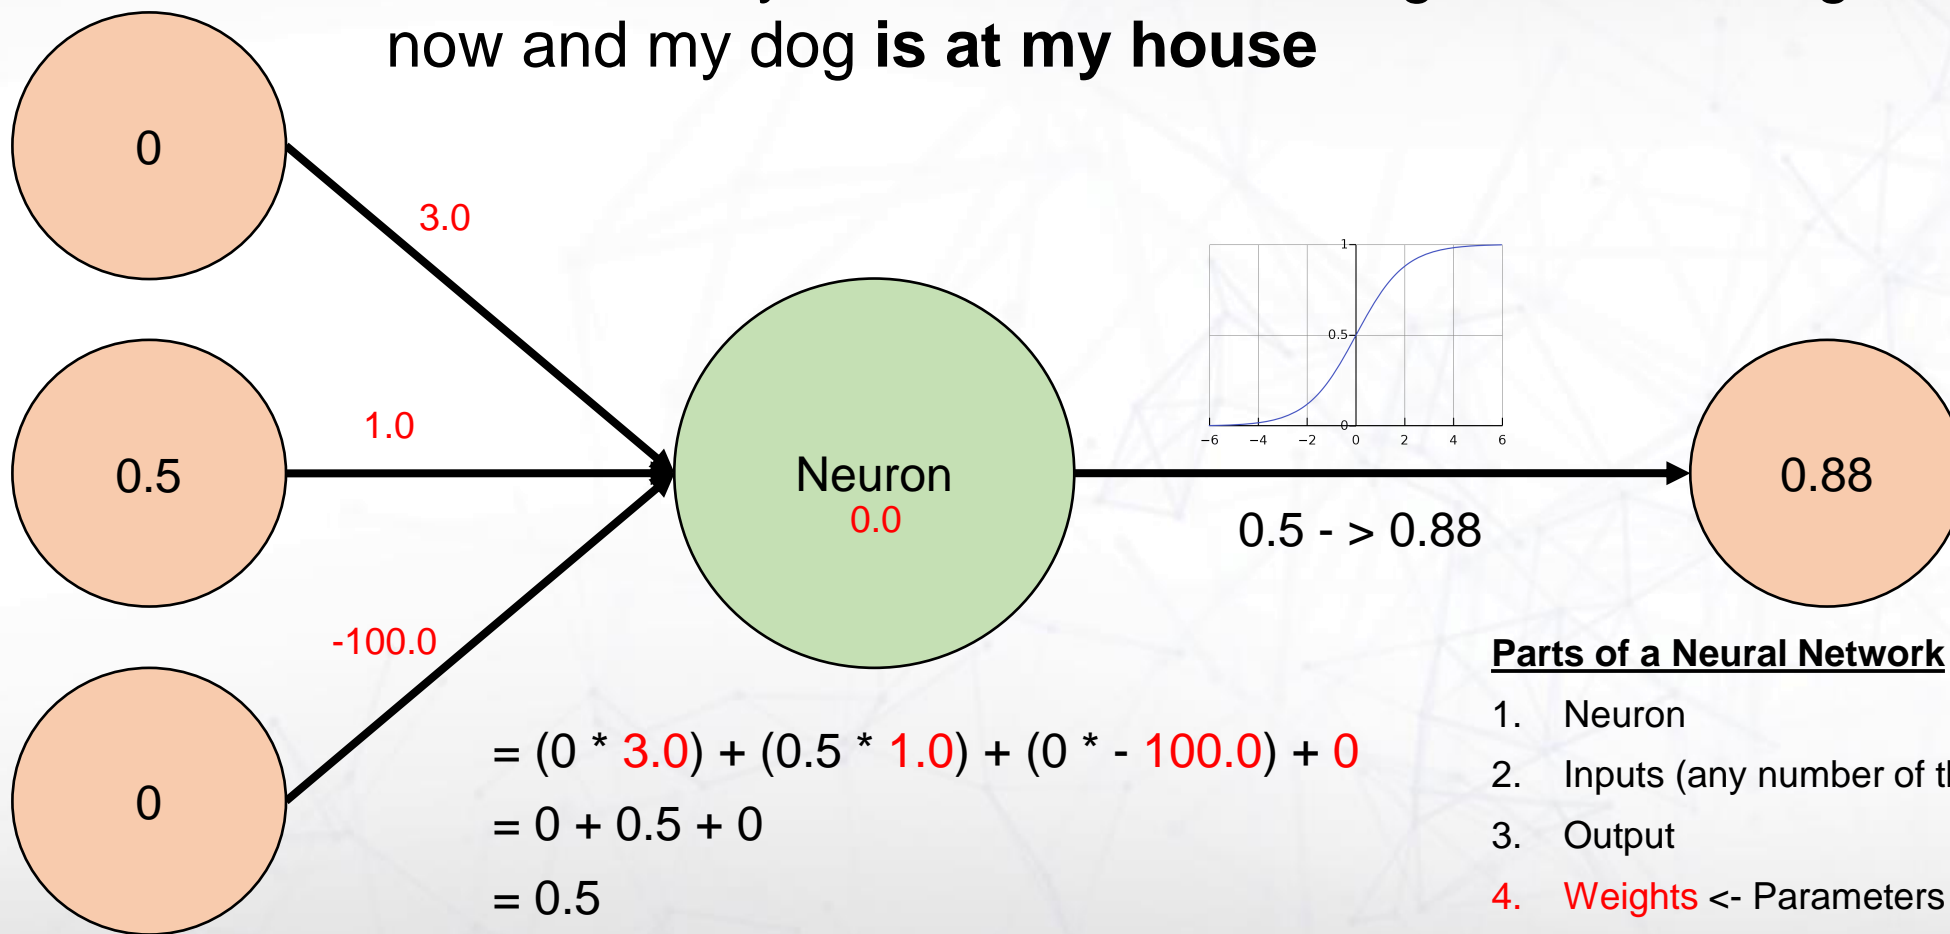 now and my dog is at my house
0
3.0
1.0
0.5
-100.0
0
Neuron
0.0
1
0.5
0
−6 −4 −2 0 2 4 6
0.5 - > 0.88
0.88
= (0 * 3.0) + (0.5 * 1.0) + (0 * - 100.0) + 0
= 0 + 0.5 + 0
= 0.5
Parts of a Neural Network
1. Neuron
2. Inputs (any number of
3. Output
4. Weights <- Parameters